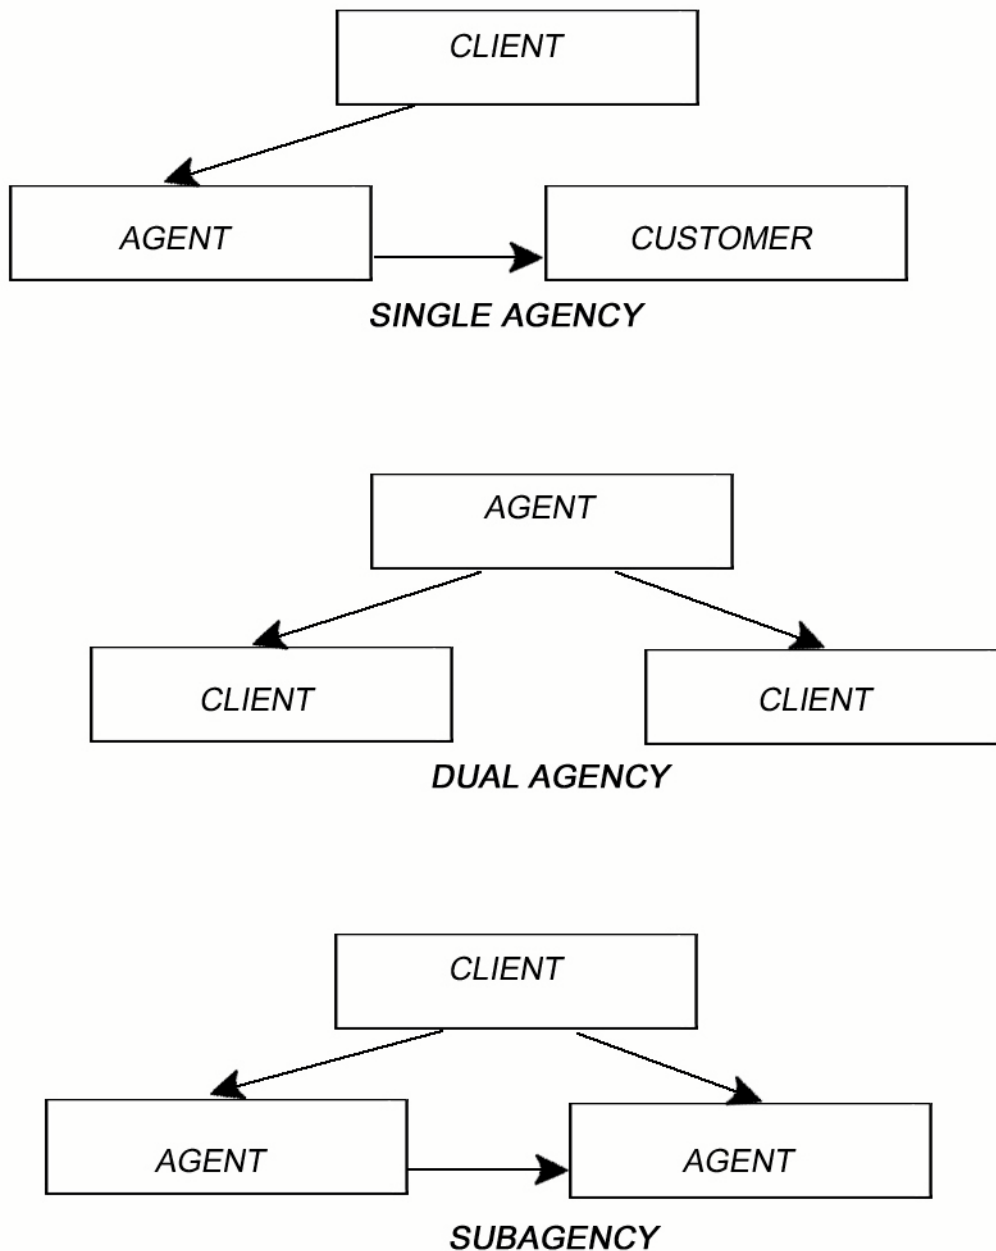 CLIENT
AGENT
CUSTOMER
SINGLE AGENCY
AGENT
CLIENT
CLIENT
DUAL AGENCY
CLIENT
AGENT
AGENT
SUBAGENCY